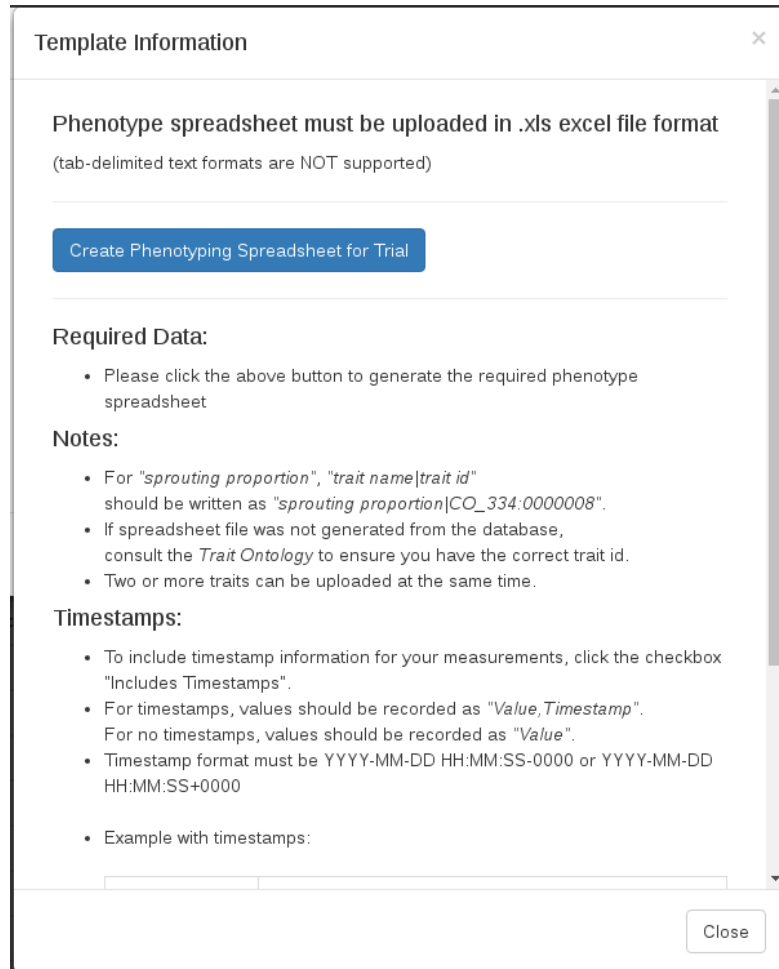 Template Information
×
Phenotype spreadsheet must be uploaded in .xls excel file format
(tab-delimited text formats are NOT supported)
Create Phenotyping Spreadsheet for Trial
Required Data:
• Please click the above button to generate the required phenotype
spreadsheet
Notes:
• For "sprouting proportion", "trait name|trait id"
should be written as "sprouting proportion|CO_334:0000008".
• If spreadsheet file was not generated from the database,
consult the Trait Ontology to ensure you have the correct trait id.
• Two or more traits can be uploaded at the same time.
Timestamps:
• To include timestamp information for your measurements, click the checkbox
"Includes Timestamps".
• For timestamps, values should be recorded as "Value,Timestamp".
For no timestamps, values should be recorded as "Value".
• Timestamp format must be YYYY-MM-DD HH:MM:SS-0000 or YYYY-MM-DD
HH:MM:SS+0000
• Example with timestamps:
Close